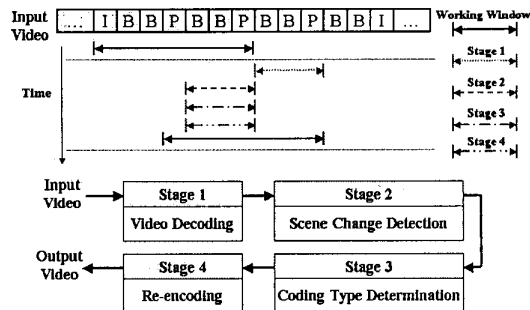 Input Video
... I B B P B B P B B P B B I ...
Working Window
Stage 1
Stage 2
Stage 3
Stage 4
Time
Input Video
Stage 1
Video Decoding
Stage 2
Scene Change Detection
Output Video
Stage 4
Re-encoding
Stage 3
Coding Type Determination